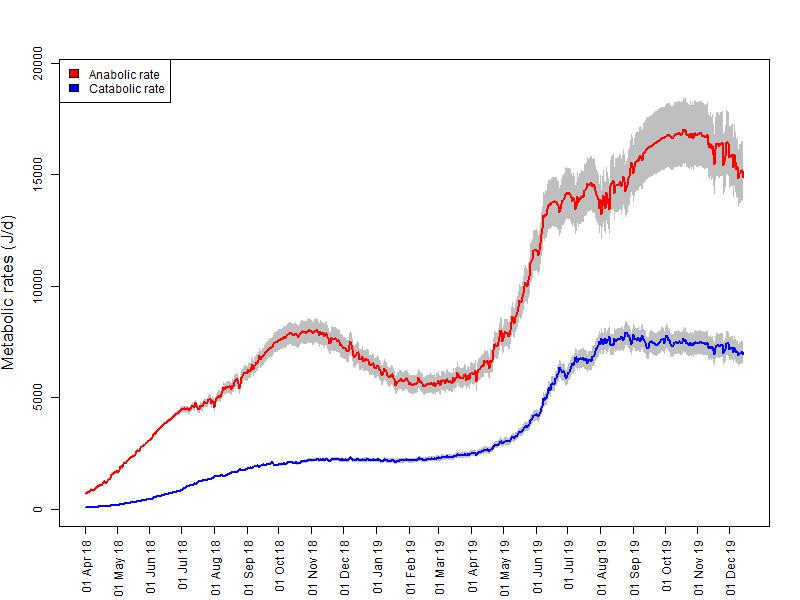 Anabolic rate
Catabolic rate
Metabolic rates (J/d)
20000
15000
10000
5000
0
01 Apr 18
01 May 18
01 Jun 18
01 Jul 18
01 Aug 18
01 Sep 18
01 Oct 18
01 Nov 18
01 Dec 18
01 Jan 19
01 Feb 19
01 Mar 19
01 Apr 19
01 May 19
01 Jun 19
01 Jul 19
01 Aug 19
01 Sep 19
01 Oct 19
01 Nov 19
01 Dec 19